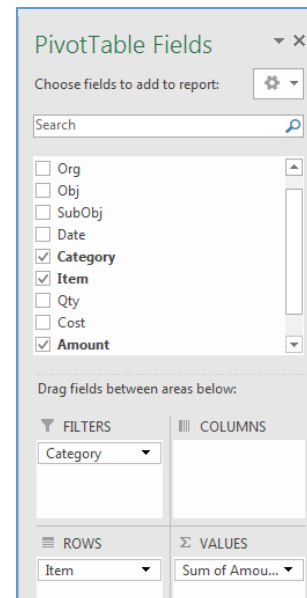 PivotTable Fields
Choose fields to add to report:
Search
Org
Obj
SubObj
Date
Category
Item
Qty
Cost
Amount
Drag fields between areas below:
FILTERS
COLUMNS
Category
ROWS
Σ VALUES
Item
Sum of Amou...